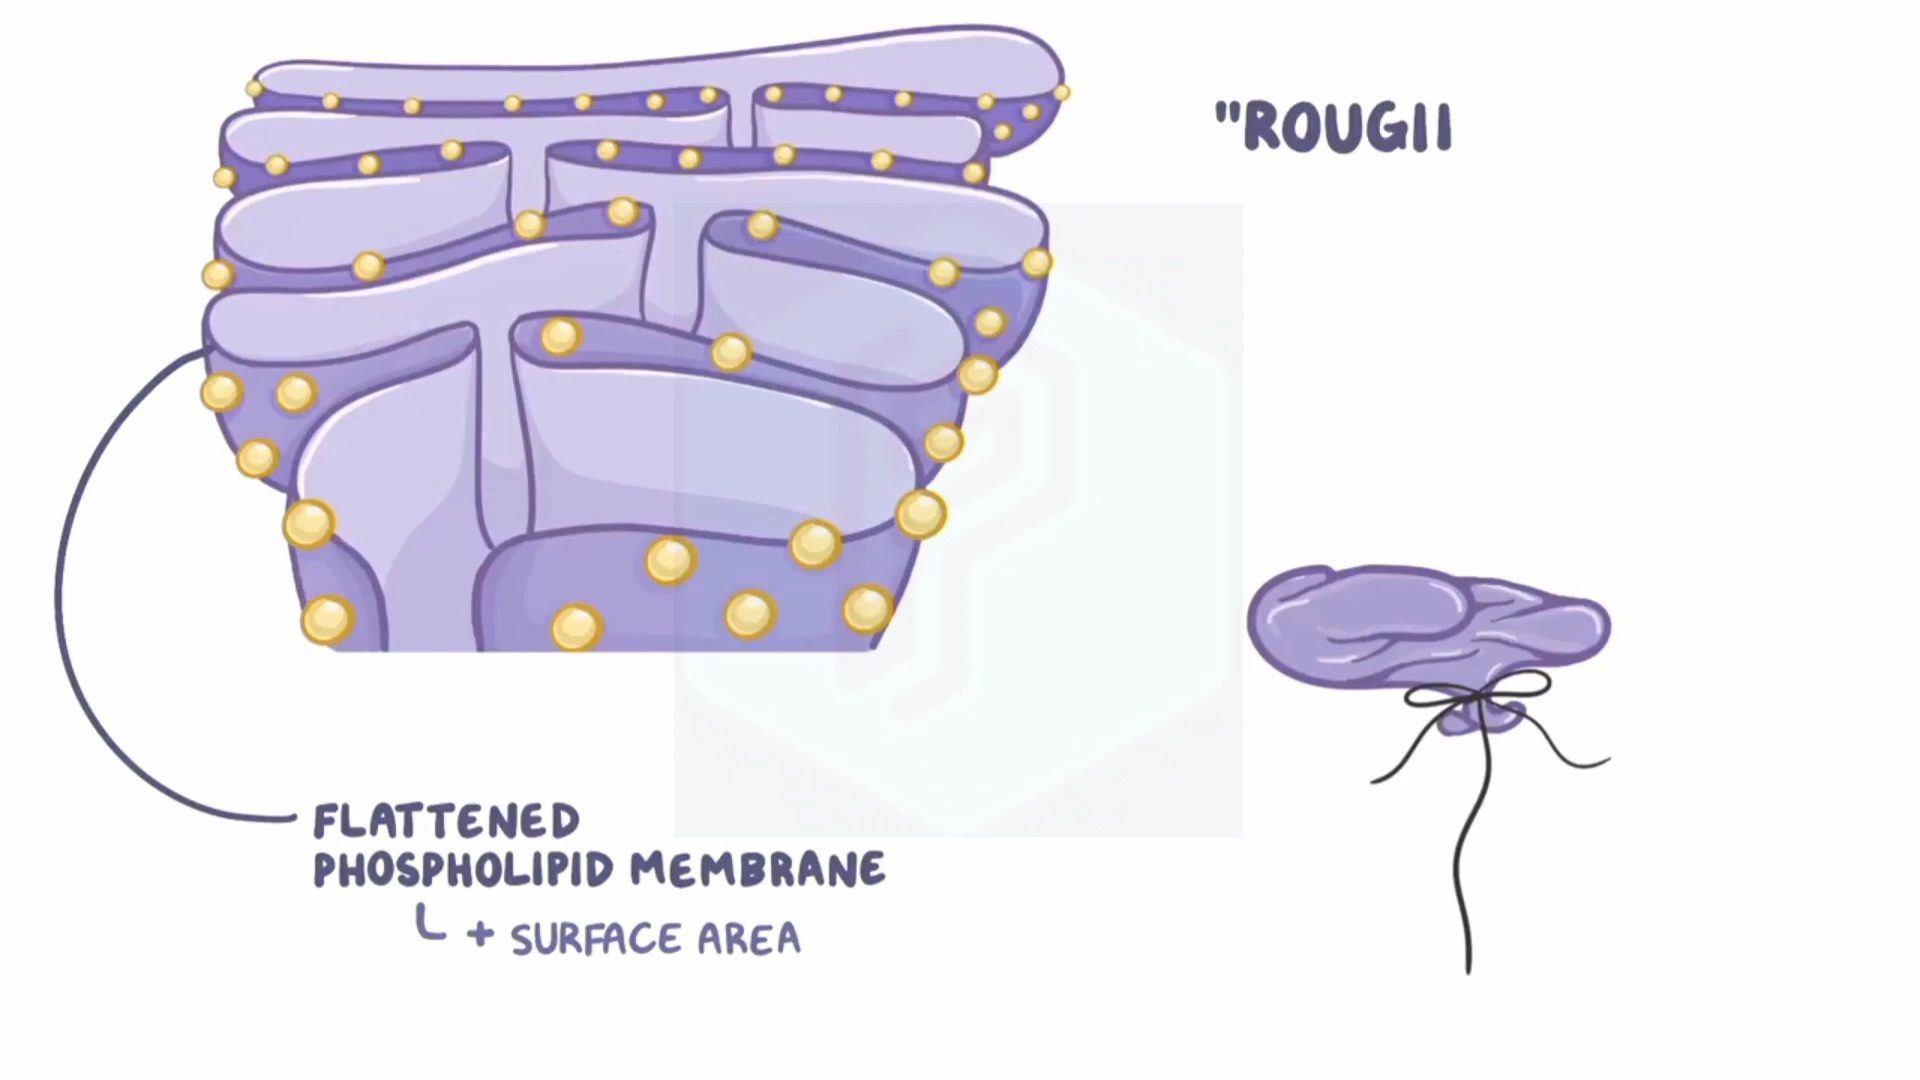 "ROUGII
FLATTENED
PHOSPHOLIPID MEMBRANE
+ SURFACE AREA